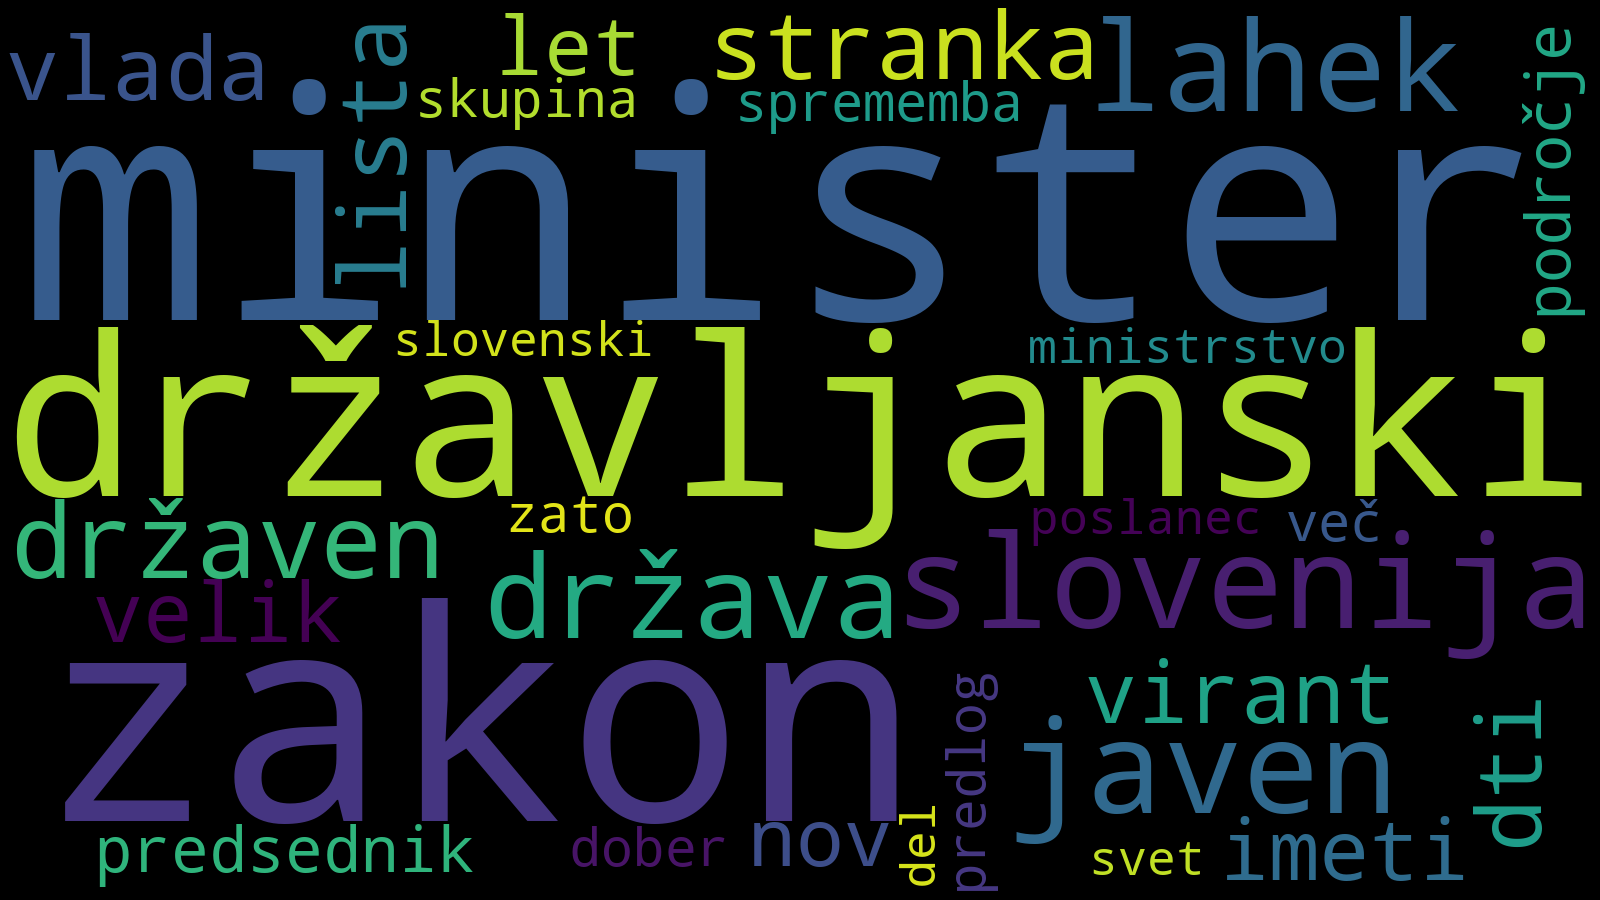 vlada
lista
let
stranka
lahek
skupina
sprememba
področje
minister
slovenski
ministrstvo
državljanski
državen
zato
poslanec
več
velik
država
slovenija
zakon
virant
predlog
javen
dti
predsednik
dober
nov
del
svet
imeti